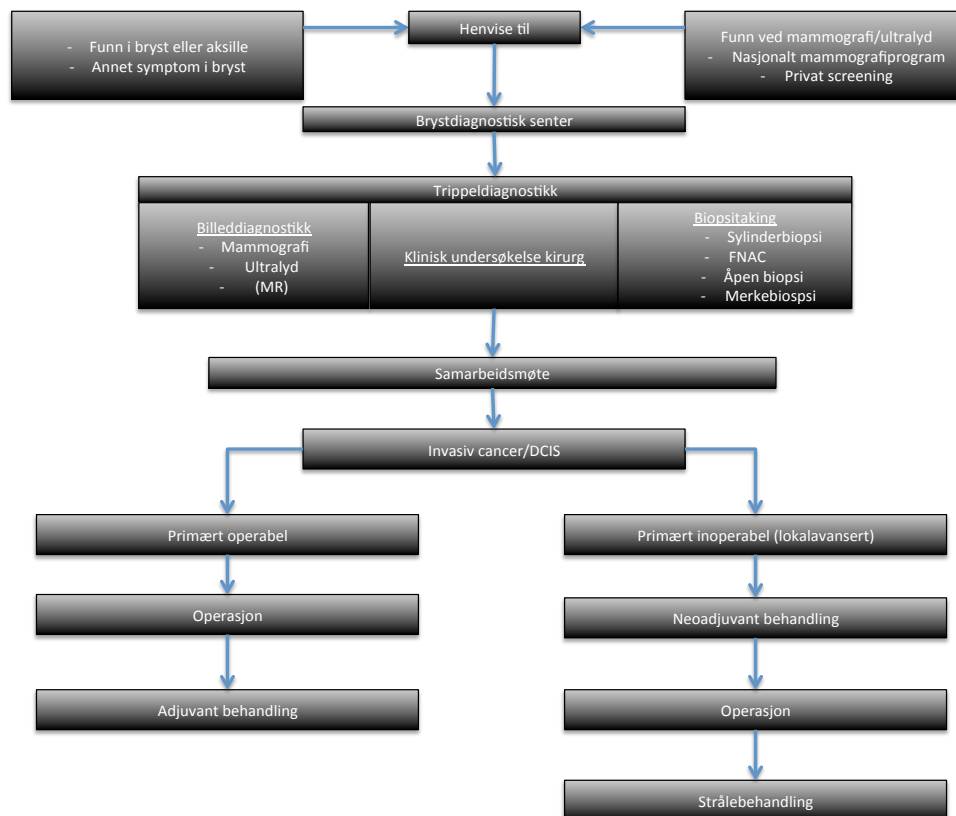 - Funn i bryst eller aksille
- Annet symptom i bryst
Henvise til
Funn ved mammografi/ultralyd
- Nasjonalt mammografiprogram
- Privat screening
Brystdiagnostisk senter
Trippeldiagnostikk
Billeddiagnostikk
- Mammografi
- Ultralyd
- (MR)
Klinisk undersøkelse kirurg
Biopsitaking
- Sylinderbiopsi
- FNAC
- Åpen biopsi
- Merkebiospsi
Samarbeidsmøte
Invasiv cancer/DCIS
Primært operabel
Operasjon
Adjuvant behandling
Primært inoperabel (lokalavansert)
Neoadjuvant behandling
Operasjon
Strålebehandling